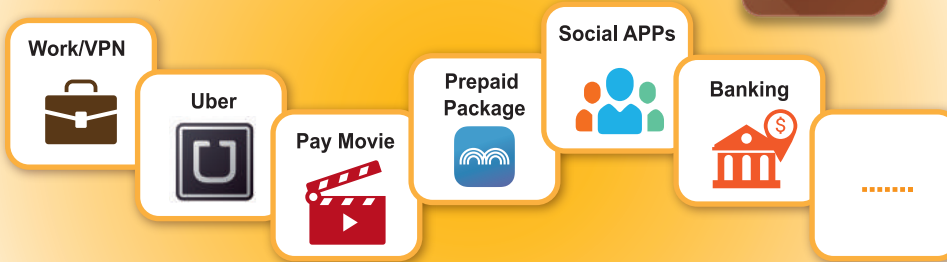 Work/VPN
Uber
Pay Movie
Prepaid
Package
Social APPs
Banking
........